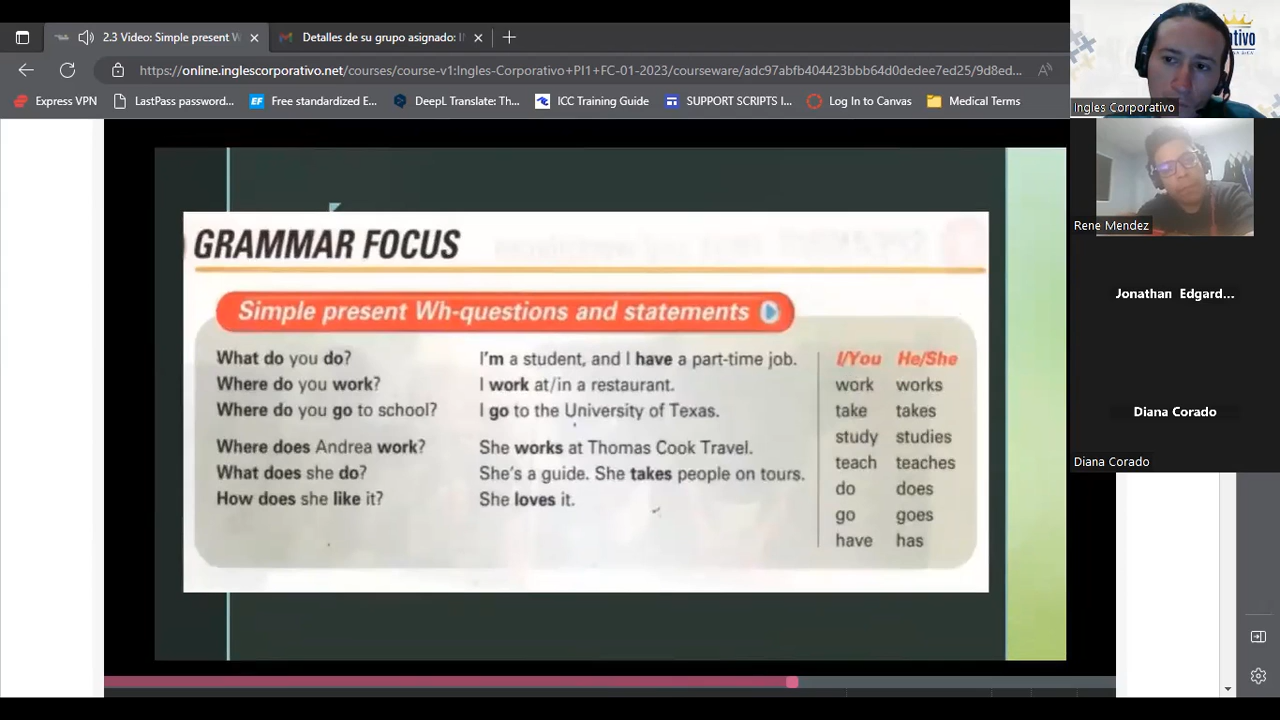 2.3 Video: Simple present W
Detalles de su grupo asignado: I
https://online.inglescorporativo.net/courses/course-v1:Ingles-Corporativo+PI1+FC-01-2023/courseware/adc97abfb404423bbb64d0dedee7ed25/9d8ed...
Express VPN
LastPass password...
EF
Free standardized E...
DeepL Translate: Th...
ICC Training Guide
SUPPORT SCRIPTS I...
Log In to Canvas
Medical Terms
GRAMMAR FOCUS
Simple present Wh-questions and statements
What do you do? I'm a student, and I have a part-time job. I/You He/She
Where do you work? I work at/in a restaurant. work works
Where do you go to school? I go to the University of Texas. take takes
study studies
Where does Andrea work? She works at Thomas Cook Travel.
teach teaches
What does she do? She's a guide. She takes people on tours.
do does
How does she like it? She loves it.
go goes
have has
Ingles Corporativo
Rene Mendez
Jonathan Edgard...
Diana Corado
Diana Corado